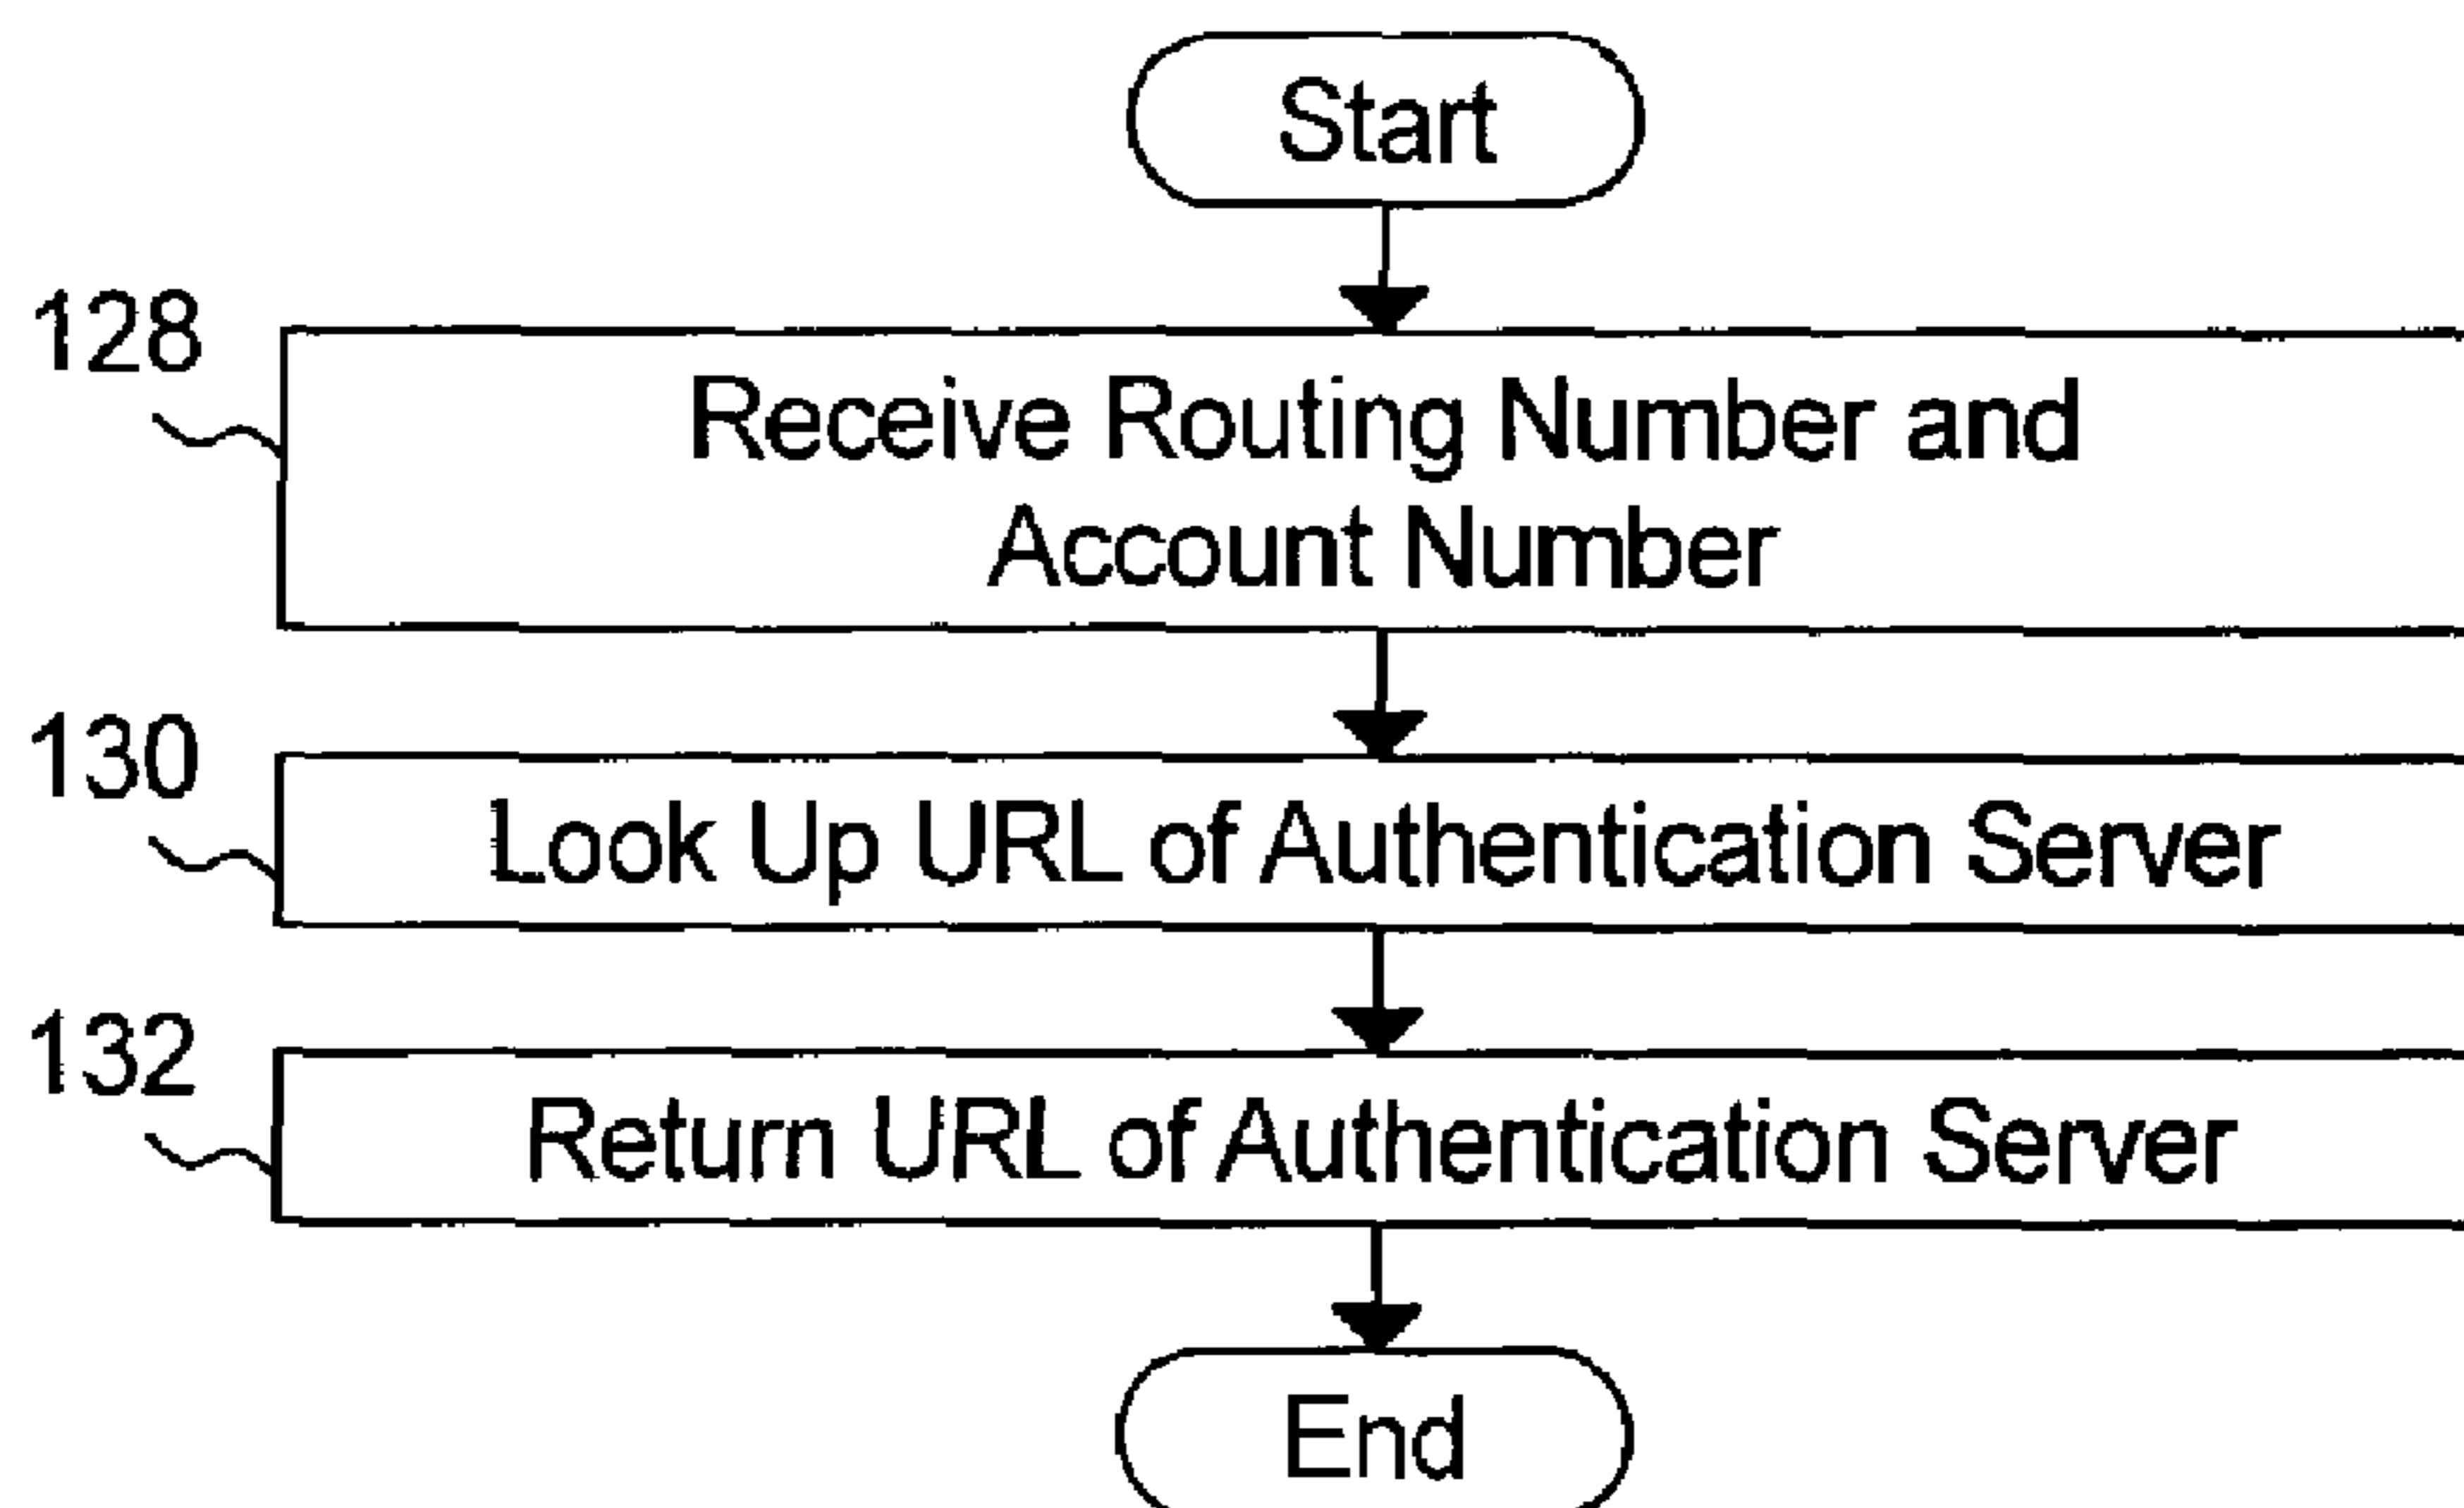 Start
128
Receive Routing Number and
Account Number
130
Look Up URL of Authentication Server
132
Return URL of Authentication Server
End